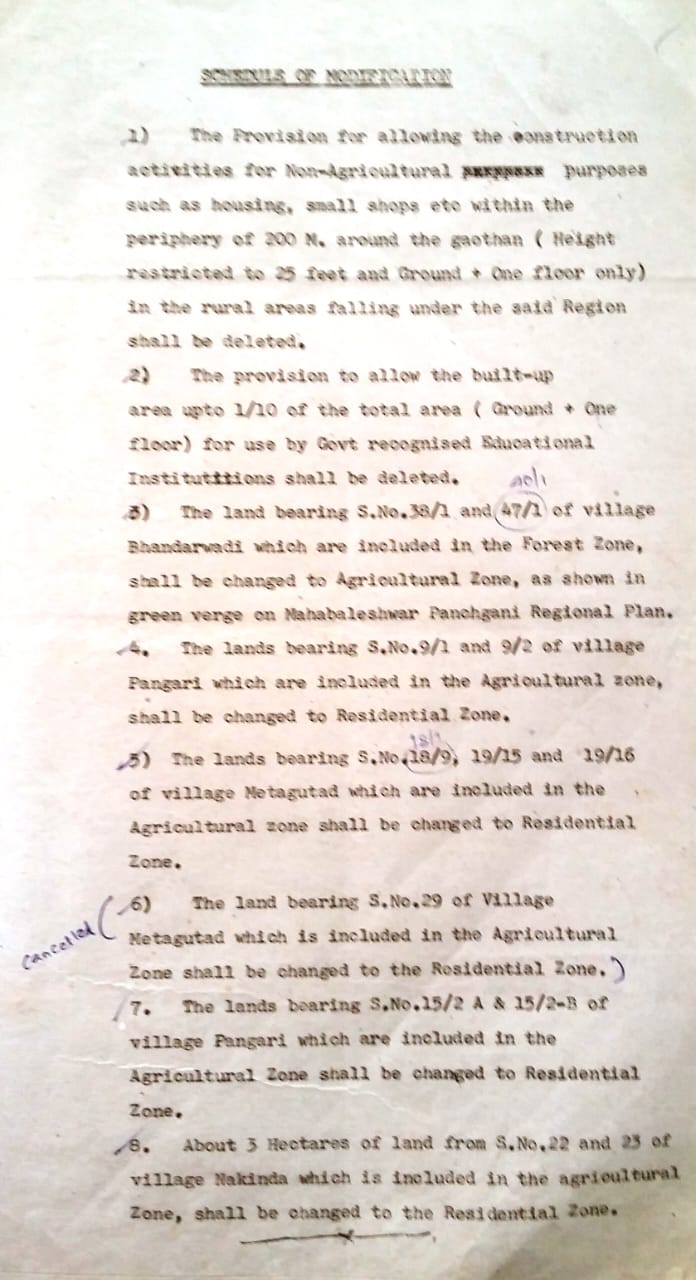 SCHEDULE OF MODIFICATION
1) The Provision for allowing the construction
activities for Non-Agricultural purposes
such as housing, small shops etc within the
periphery of 200 M. around the gaothan ( Height
restricted to 25 feet and Ground + One floor only)
in the rural areas falling under the said Region
shall be deleted.
2) The provision to allow the built-up
area upto 1/10 of the total area ( Ground + One
floor) for use by Govt recognised Educational
Institutitions shall be deleted.
3) The land bearing S.No.38/1 and 47/1 of village
Bhandarwadi which are included in the Forest Zone,
shall be changed to Agricultural Zone, as shown in
green verge on Mahabaleshwar Panchgani Regional Plan.
4. The lands bearing S.No.9/1 and 9/2 of village
Pangari which are included in the Agricultural zone,
shall be changed to Residential Zone.
5) The lands bearing S.No.18/9, 19/15 and 19/16
of village Metagutad which are included in the
Agricultural zone shall be changed to Residential
Zone.
cancelled ( 6) The land bearing S.No.29 of Village
Metagutad which is included in the Agricultural
Zone shall be changed to the Residential Zone. )
7. The lands bearing S.No.15/2 A & 15/2-B of
village Pangari which are included in the
Agricultural Zone shall be changed to Residential
Zone.
8. About 3 Hectares of land from S.No.22 and 23 of
village Nakinda which is included in the agricultural
Zone, shall be changed to the Residential Zone.